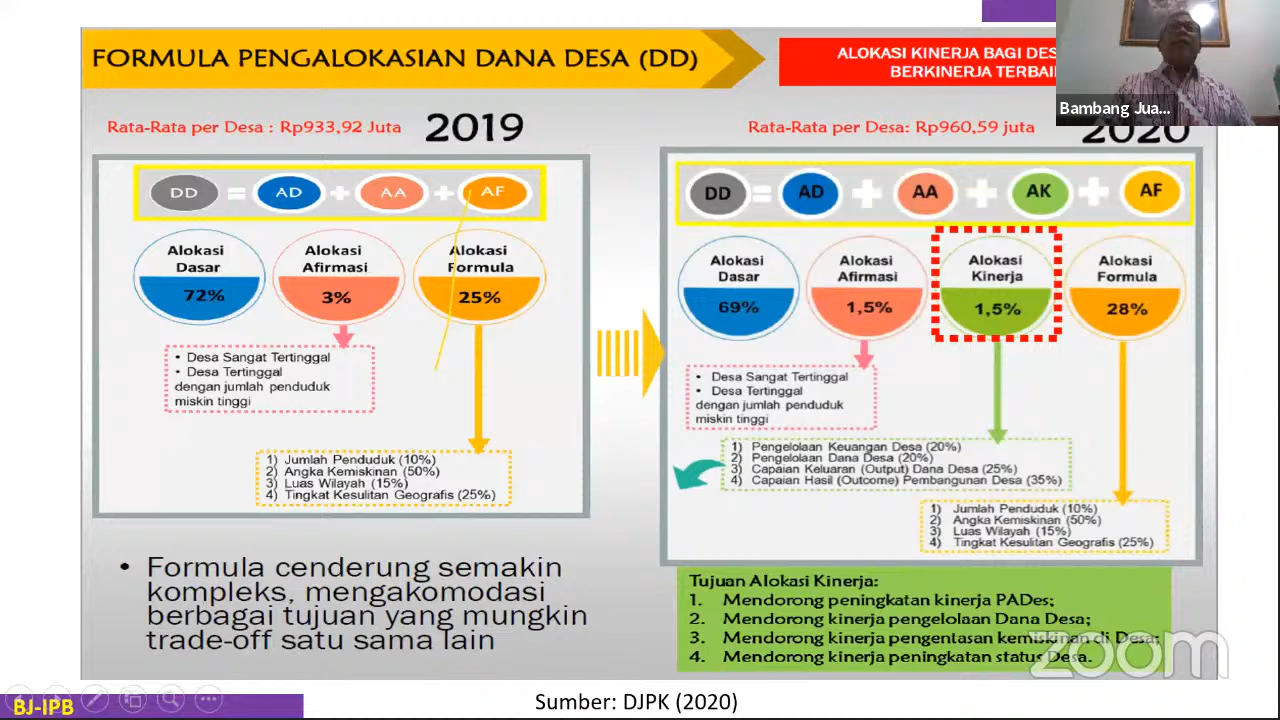 FORMULA PENGALOKASIAN DANA DESA (DD)
ALOKASI KINERJA BAGI
Bambang Jua...
Rata-Rata per Desa : Rp933,92 Juta
2019
Rata-Rata per Desa: Rp960,59 juta
2020
DD = AD + AA + AF
DD = AD + AA + AK + AF
Alokasi
Dasar
72%
Alokasi
Afirmasi
3%
Alokasi
Formula
25%
• Desa Sangat Tertinggal
• Desa Tertinggal
dengan jumlah penduduk
miskin tinggi
1) Jumlah Penduduk (10%)
2) Angka Kemiskinan (50%)
3) Luas Wilayah (15%)
4) Tingkat Kesulitan Geografis (25%)
Alokasi
Dasar
69%
Alokasi
Afirmasi
1,5%
Alokasi
Kinerja
1,5%
Alokasi
Formula
28%
• Desa Sangat Tertinggal
• Desa Tertinggal
dengan jumlah penduduk
miskin tinggi
1) Pengelolaan Keuangan Desa (20%)
2) Pengelolaan Dana Desa (20%)
3) Capaian Keluaran (Output) Dana Desa (25%)
4) Capaian Hasil (Outcome) Pembangunan Desa (35%)
1) Jumlah Penduduk (10%)
2) Angka Kemiskinan (50%)
3) Luas Wilayah (15%)
4) Tingkat Kesulitan Geografis (25%)
• Formula cenderung semakin
kompleks, mengakomodasi
berbagai tujuan yang mungkin
trade-off satu sama lain
Tujuan Alokasi Kinerja:
1. Mendorong peningkatan kinerja PADes;
2. Mendorong kinerja pengelolaan Dana Desa;
3. Mendorong kinerja pengentasan kemiskinan di Desa;
4. Mendorong kinerja peningkatan status Desa.
zoom
BJ-IPB
Sumber: DJPK (2020)